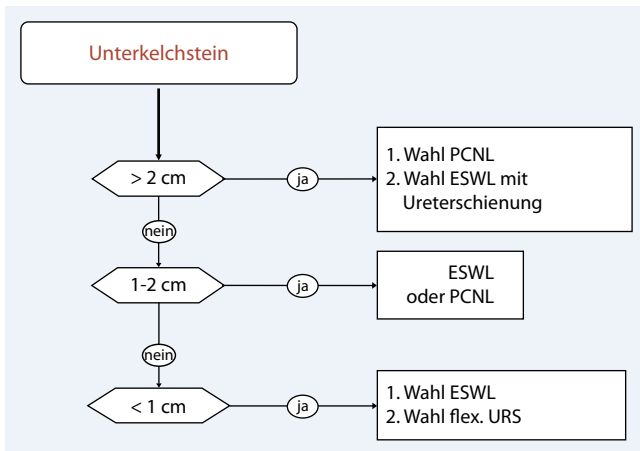 Unterkelchstein
> 2 cm
ja
1. Wahl PCNL
2. Wahl ESWL mit
Ureterschienung
nein
1-2 cm
ja
ESWL
oder PCNL
nein
< 1 cm
ja
1. Wahl ESWL
2. Wahl flex. URS